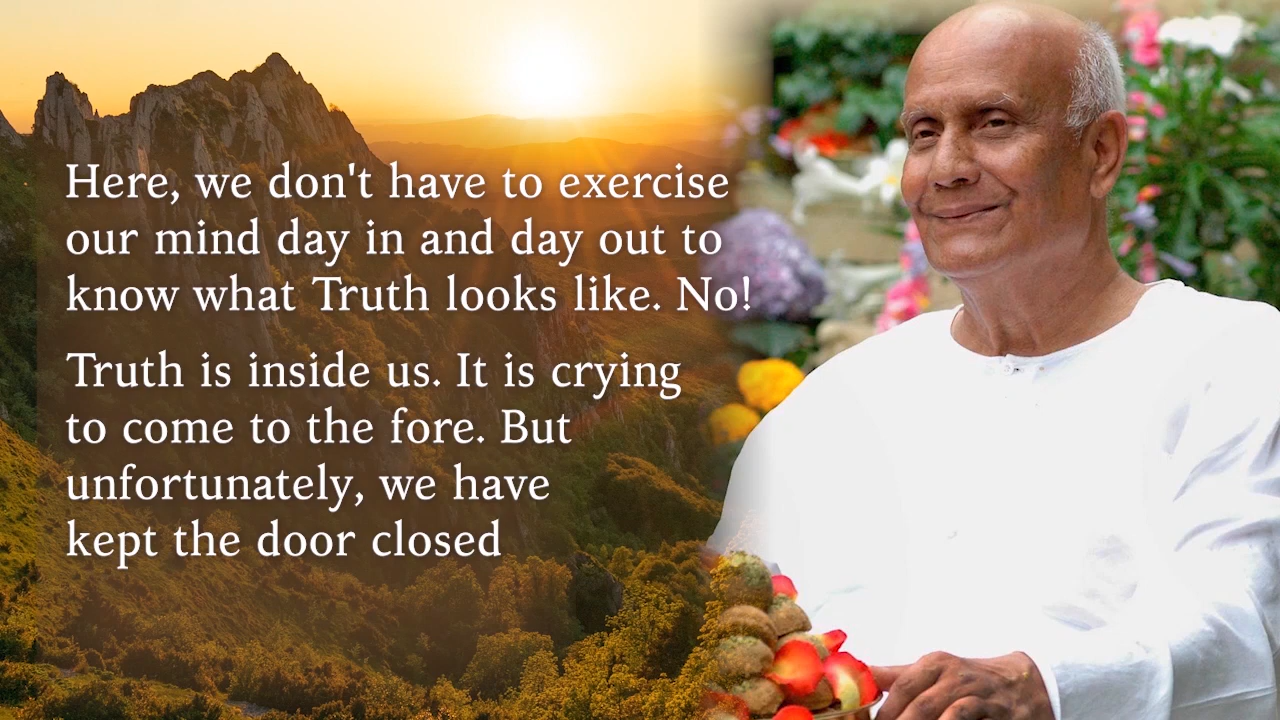 Here, we don't have to exercise
our mind day in and day out to
know what Truth looks like. No!
Truth is inside us. It is crying
to come to the fore. But
unfortunately, we have
kept the door closed